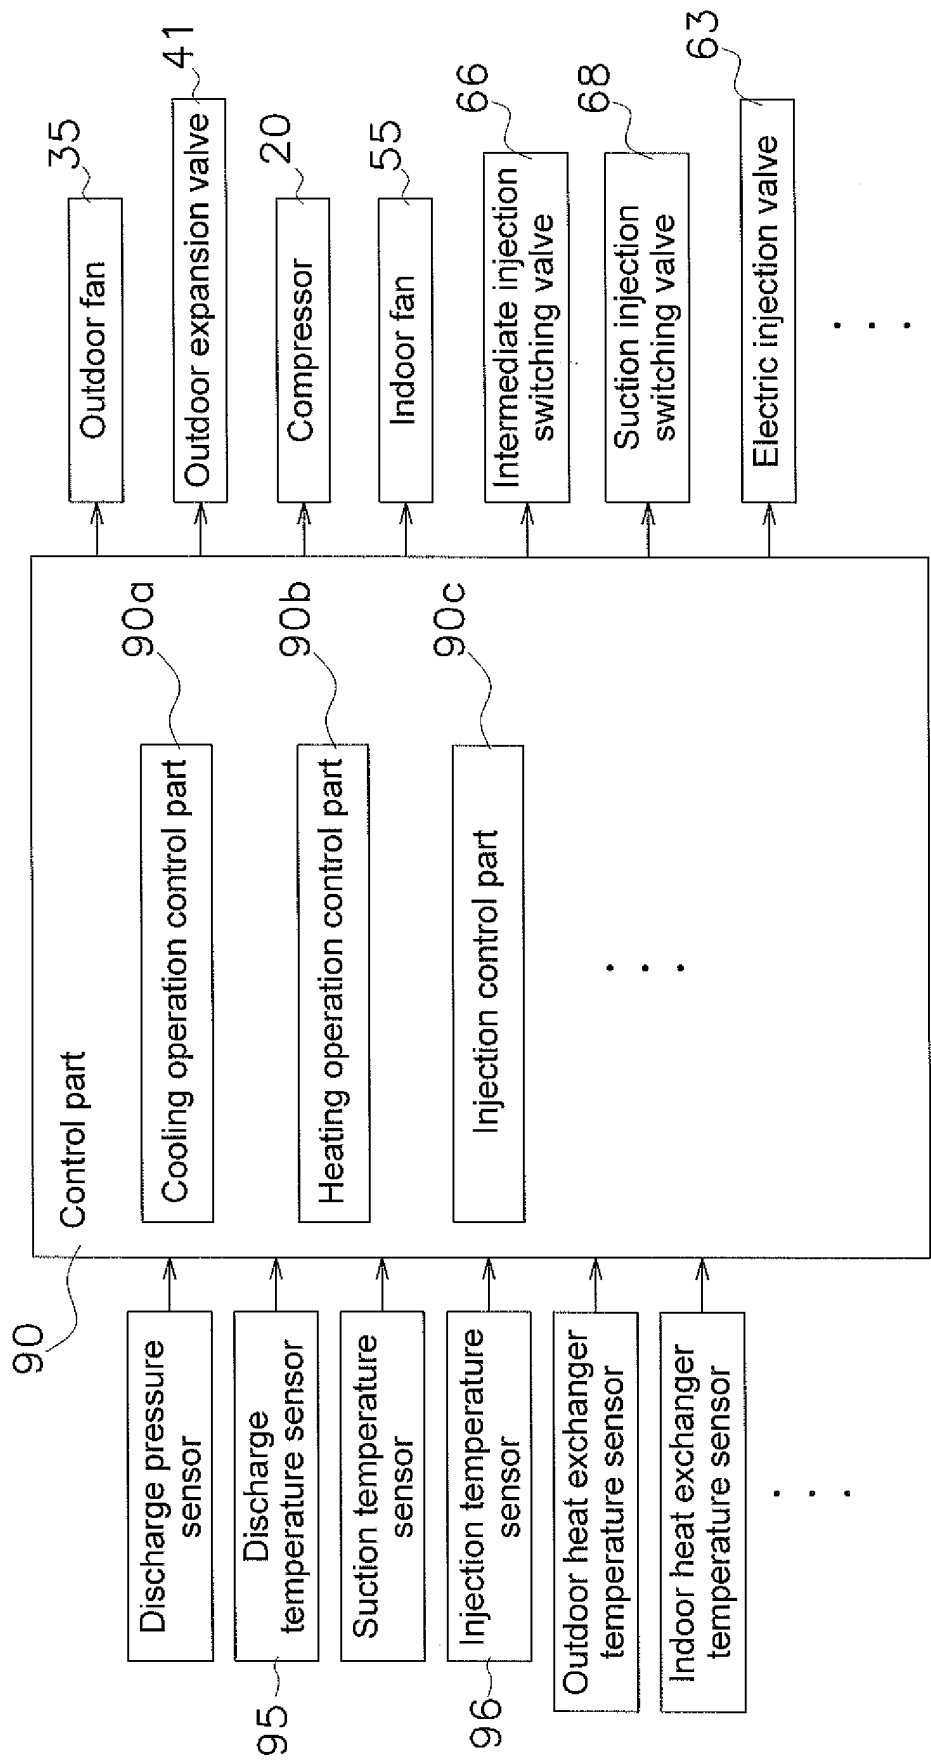 90
Control part
Discharge pressure
sensor
95
Discharge
temperature sensor
Suction temperature
sensor
96
Injection temperature
sensor
Outdoor heat exchanger
temperature sensor
Indoor heat exchanger
temperature sensor
. . .
Cooling operation control part
90a
Heating operation control part
90b
Injection control part
90c
. . .
Outdoor fan
35
Outdoor expansion valve
41
Compressor
20
Indoor fan
55
Intermediate injection
switching valve
66
Suction injection
switching valve
68
Electric injection valve
63
. . .